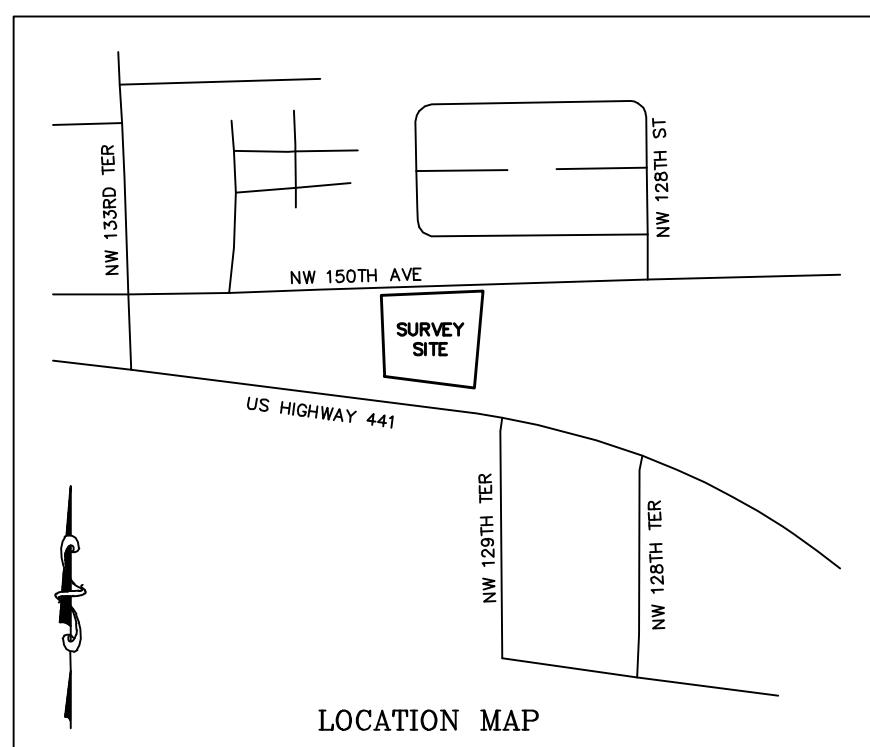 NW 133RD TER
NW 128TH ST
NW 150TH AVE
SURVEY
SITE
US HIGHWAY 441
NW 129TH TER
NW 128TH TER
LOCATION MAP